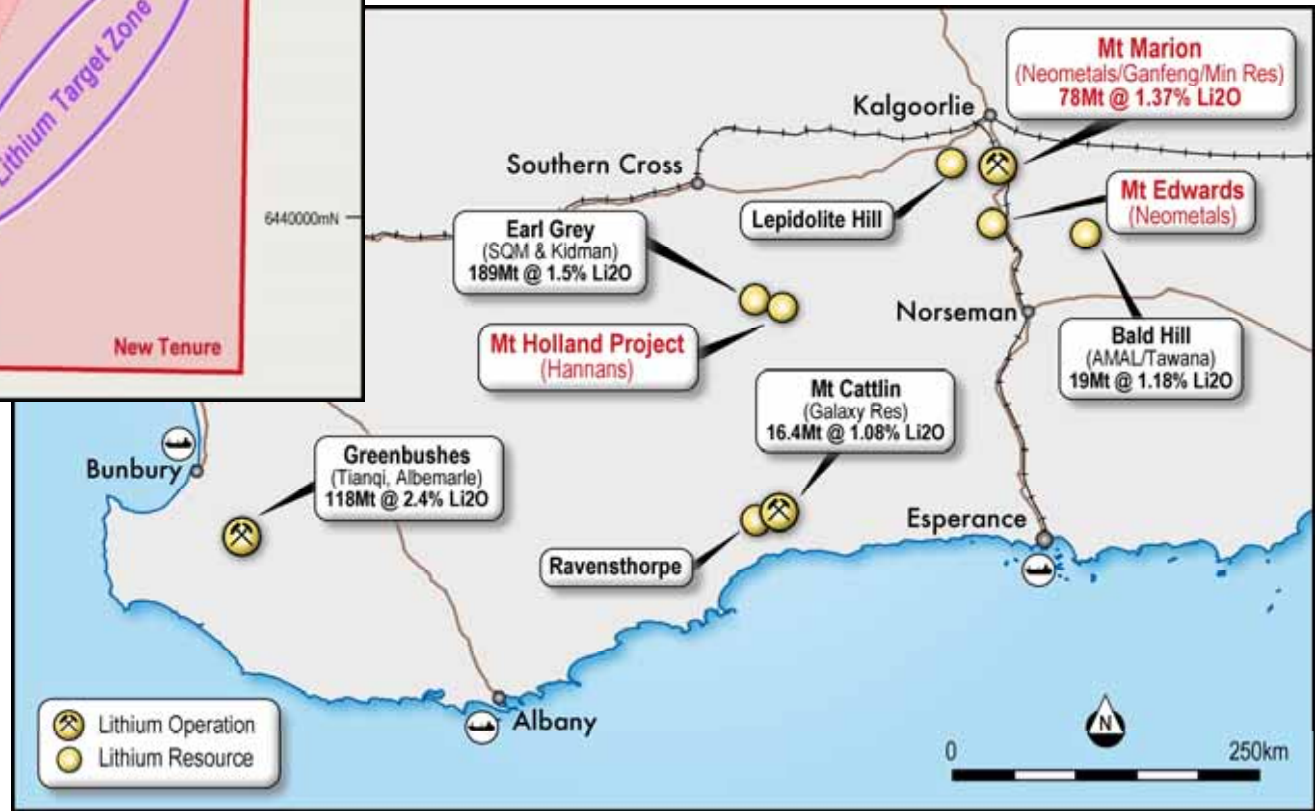 Lithium Target Zone
6440000mN
New Tenure
Mt Marion
(Neometals/Ganfeng/Min Res)
78Mt @ 1.37% Li2O
Kalgoorlie
Southern Cross
Lepidolite Hill
Mt Edwards
(Neometals)
Earl Grey
(SQM & Kidman)
189Mt @ 1.5% Li2O
Mt Holland Project
(Hannans)
Norseman
Bald Hill
(AMAL/Tawana)
19Mt @ 1.18% Li2O
Mt Cattlin
(Galaxy Res)
16.4Mt @ 1.08% Li2O
Bunbury
Greenbushes
(Tianqi, Albemarle)
118Mt @ 2.4% Li2O
Esperance
Ravensthorpe
Albany
Lithium Operation
Lithium Resource
N
0 250km